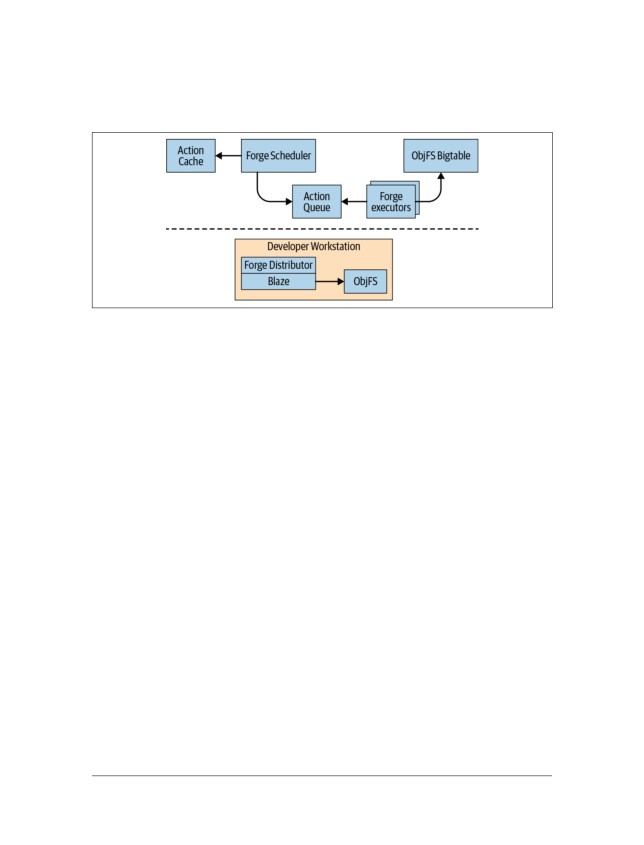 Action
Cache
Forge Scheduler
ObjFS Bigtable
Action
Queue
Forge
executors
Developer Workstation
Forge Distributor
Blaze
ObjFS